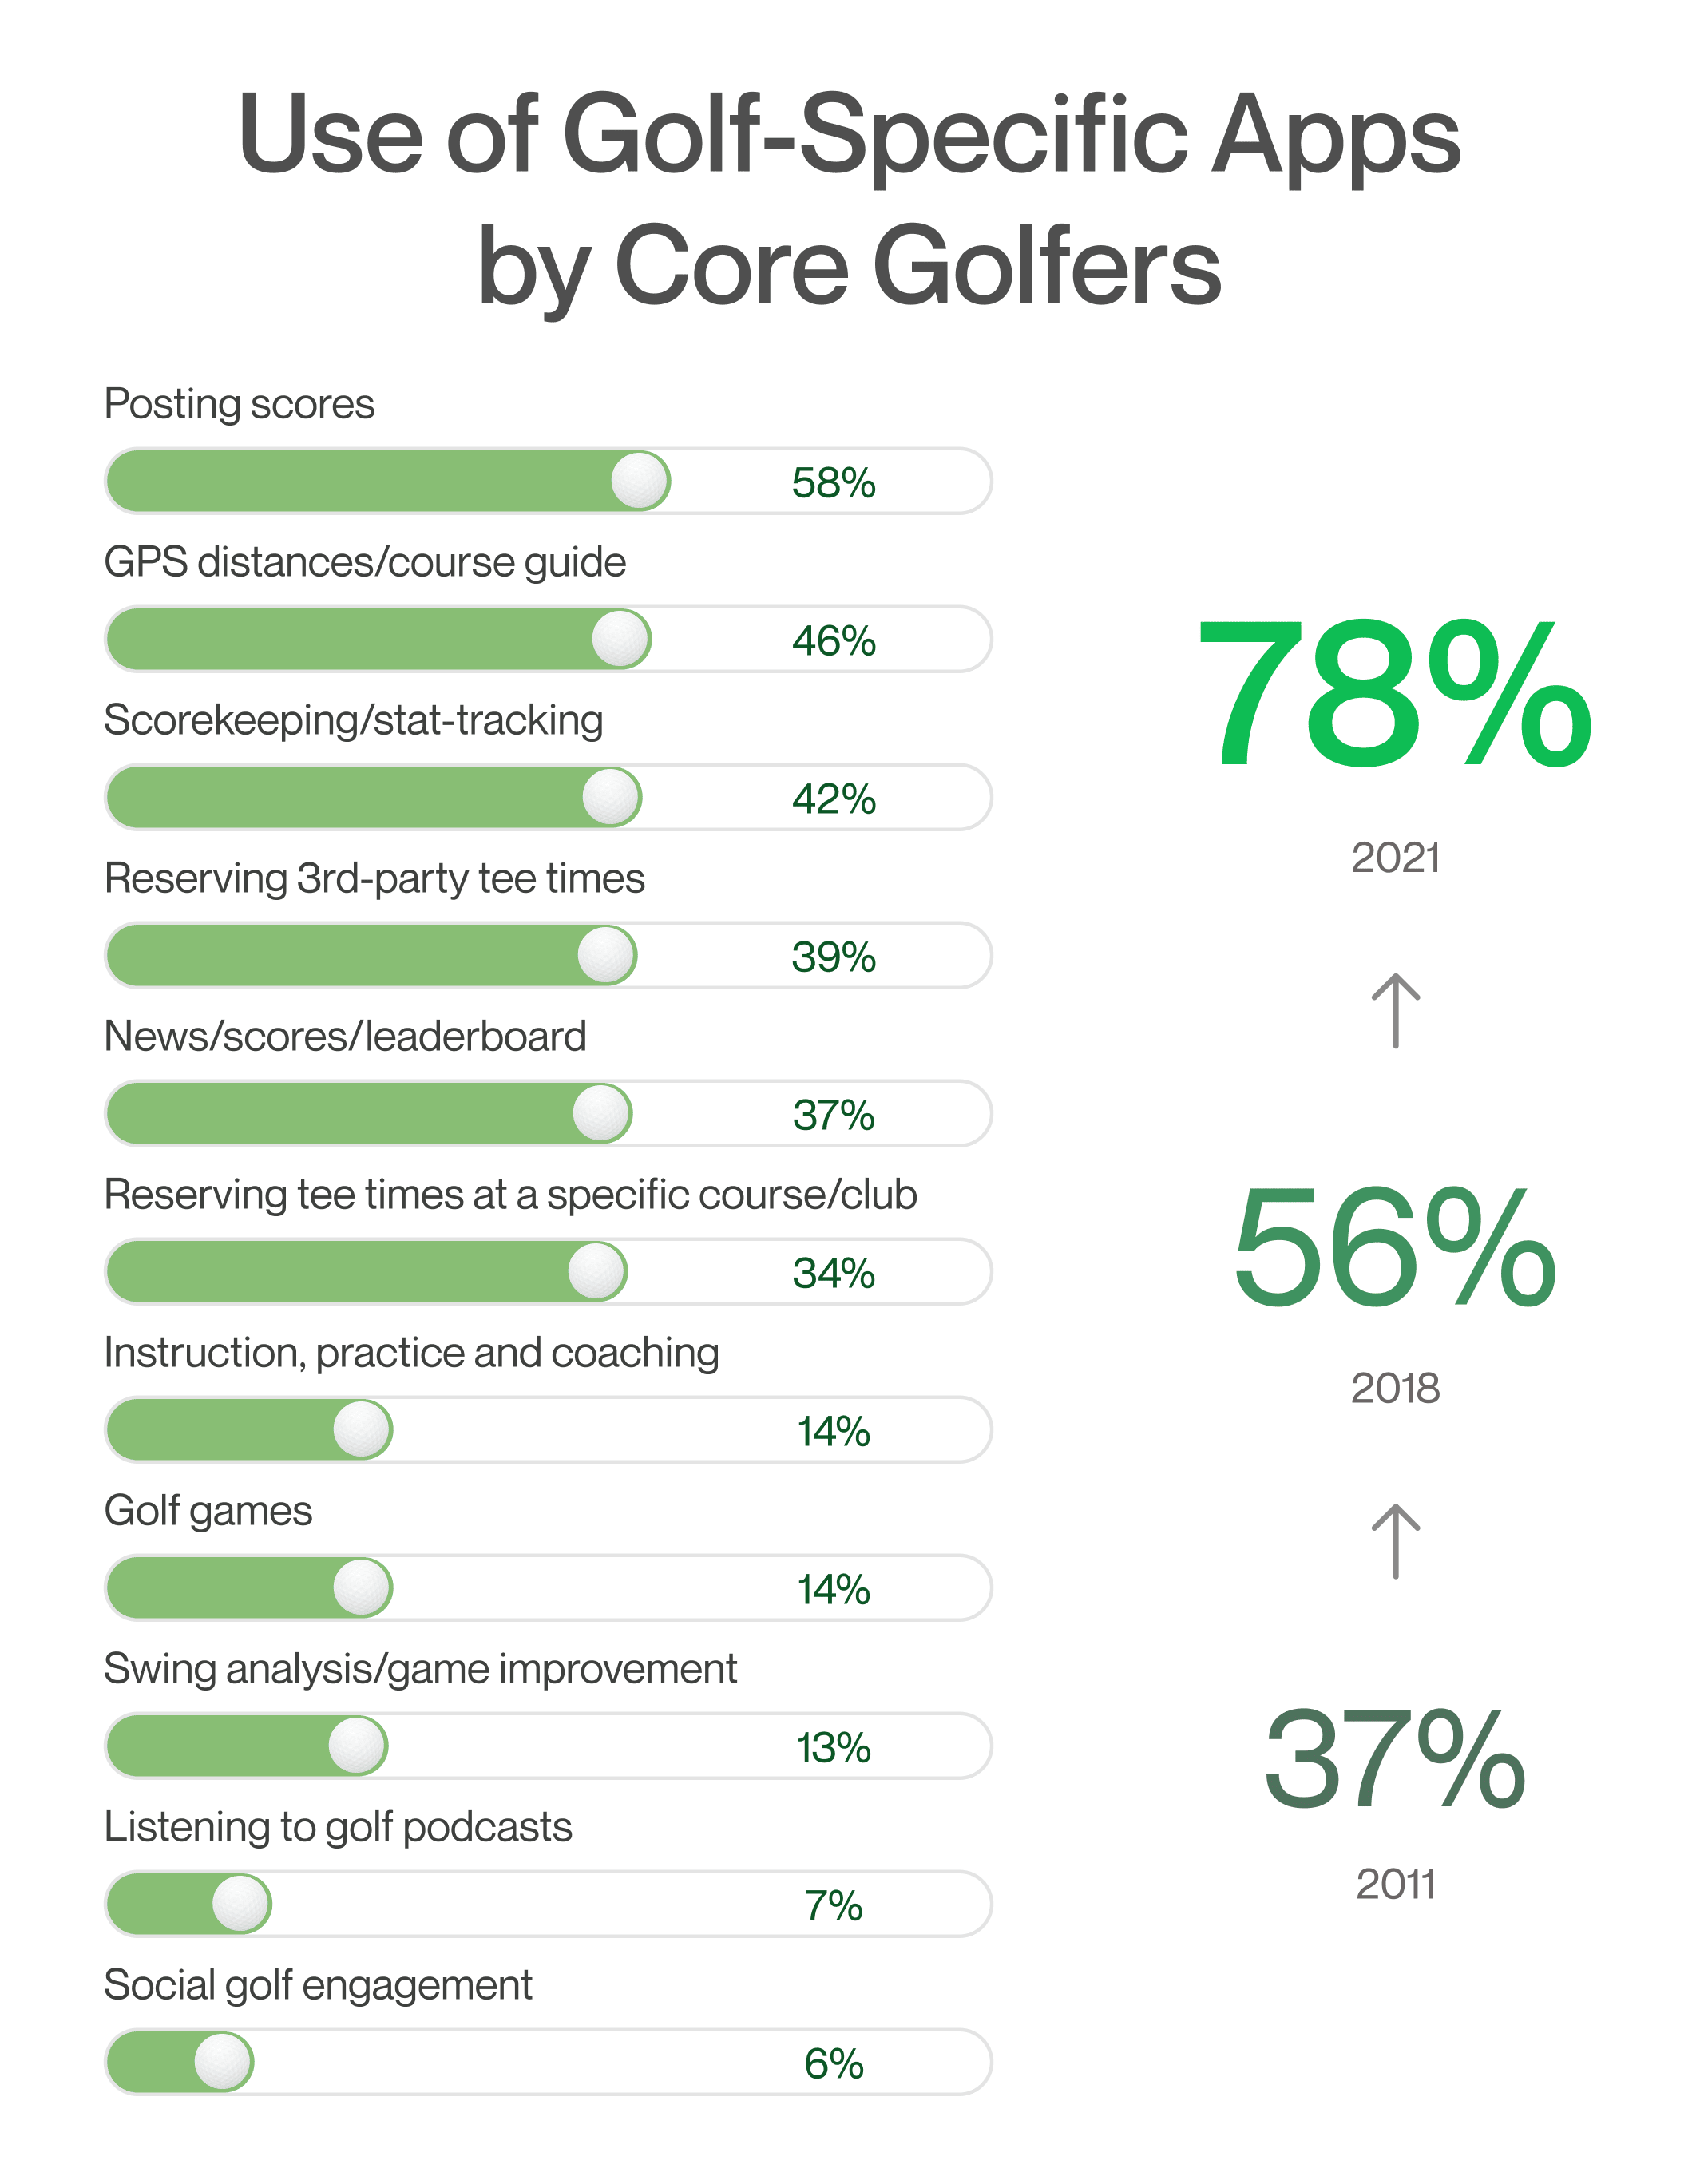 Use of Golf-Specific Apps
by Core Golfers
Posting scores
58%
GPS distances/course guide
46%
Scorekeeping/stat-tracking
42%
Reserving 3rd-party tee times
39%
News/scores/leaderboard
37%
Reserving tee times at a specific course/club
34%
Instruction, practice and coaching
14%
Golf games
14%
Swing analysis/game improvement
13%
Listening to golf podcasts
7%
Social golf engagement
6%
78%
2021
56%
2018
37%
2011